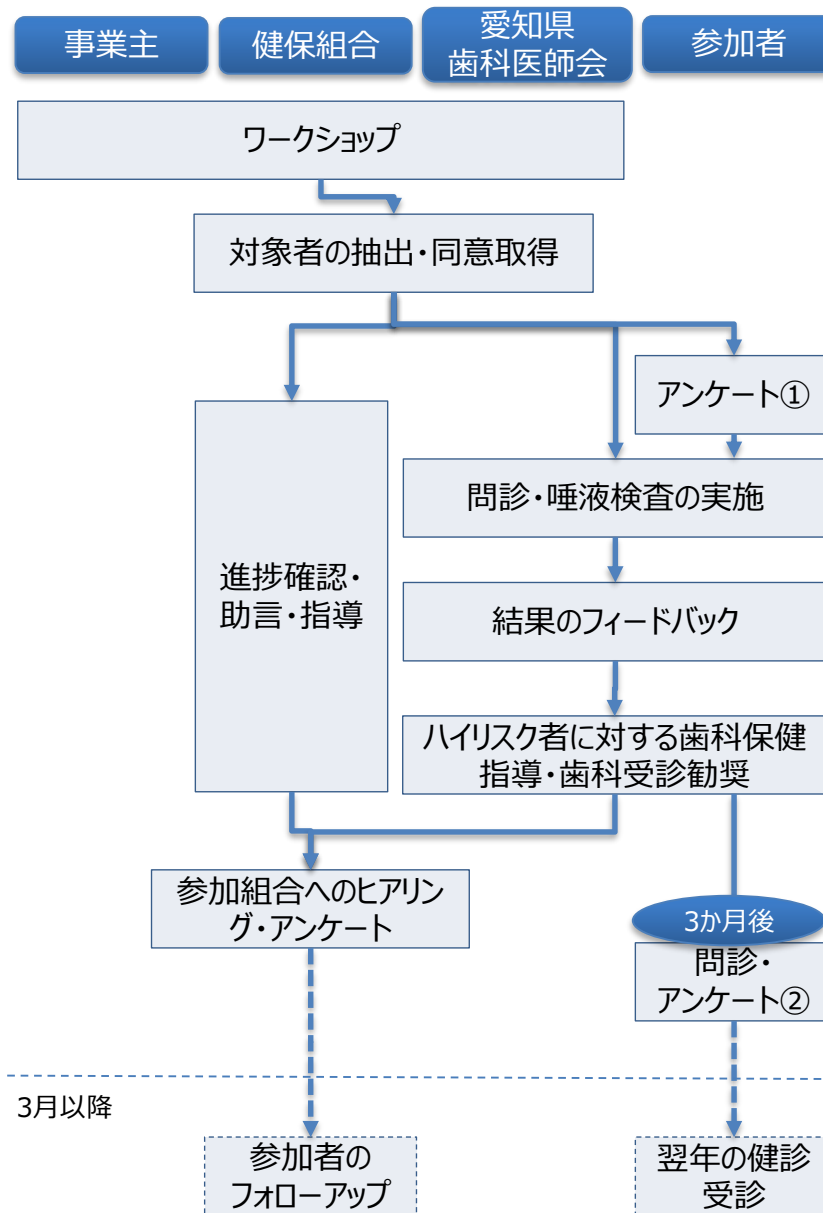 事業主
健保組合
愛知県
歯科医師会
参加者
ワークショップ
対象者の抽出・同意取得
アンケート①
問診・唾液検査の実施
進捗確認・
助言・指導
結果のフィードバック
ハイリスク者に対する歯科保健
指導・歯科受診勧奨
参加組合へのヒアリン
グ・アンケート
3か月後
問診・
アンケート②
3月以降
参加者の
フォローアップ
翌年の健診
受診